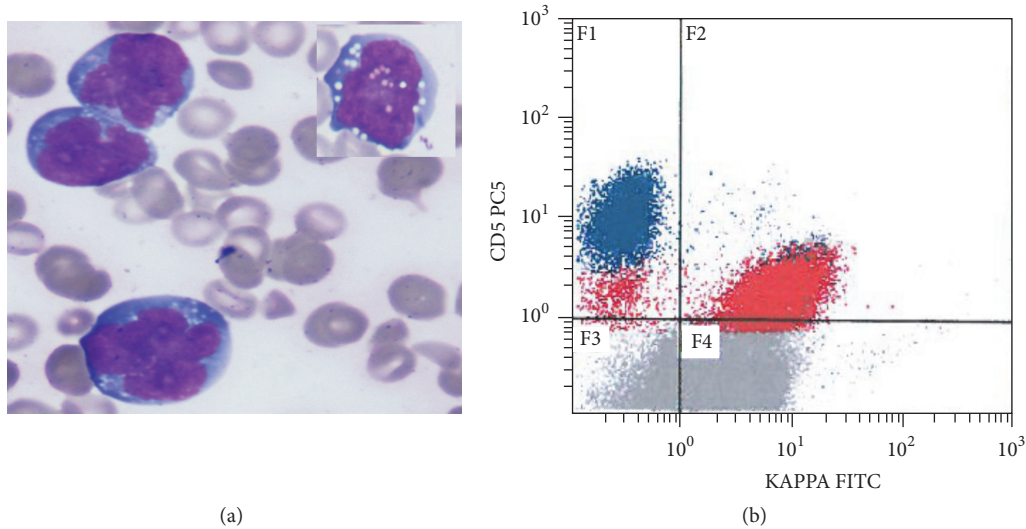 F1
F2
F3
F4
10³
10²
10¹
10⁰
CD5 PC5
10⁰
10¹
10²
10³
KAPPA FITC
(a)
(b)